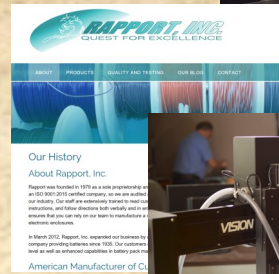 RAPPORT, INC.
QUEST FOR EXCELLENCE
ABOUT PRODUCTS QUALITY AND TESTING OUR BLOG CONTACT
Our History
About Rapport, Inc.
Rapport was founded in 1978 as a sole proprietorship an
an ISO 9001:2015 certified company, so we are audited
our industry. Our staff are extensively trained to read cu
instructions, and follow directions both verbally and in w
ensures that you can rely on our team to manufacture a
electronic enclosures.
In March 2012, Rapport, Inc. expanded our business by
company providing batteries since 1936. Our customers
level as well as enhanced capabilities in battery pack ma
American Manufacturer of Cu
VISION